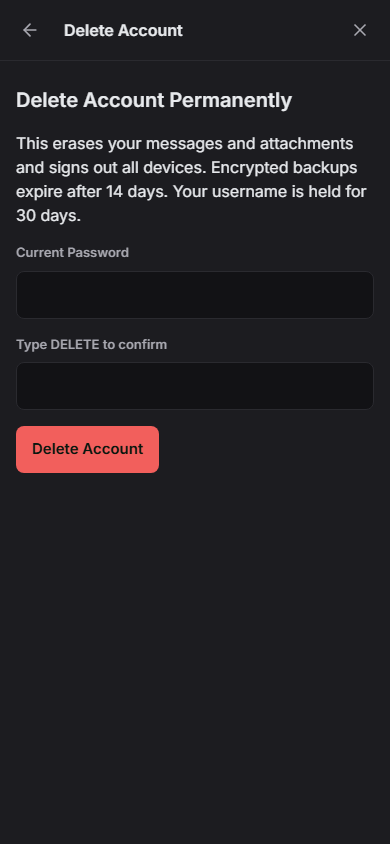 Delete Account
Delete Account Permanently
This erases your messages and attachments
and signs out all devices. Encrypted backups
expire after 14 days. Your username is held for
30 days.
Current Password
Type DELETE to confirm
Delete Account